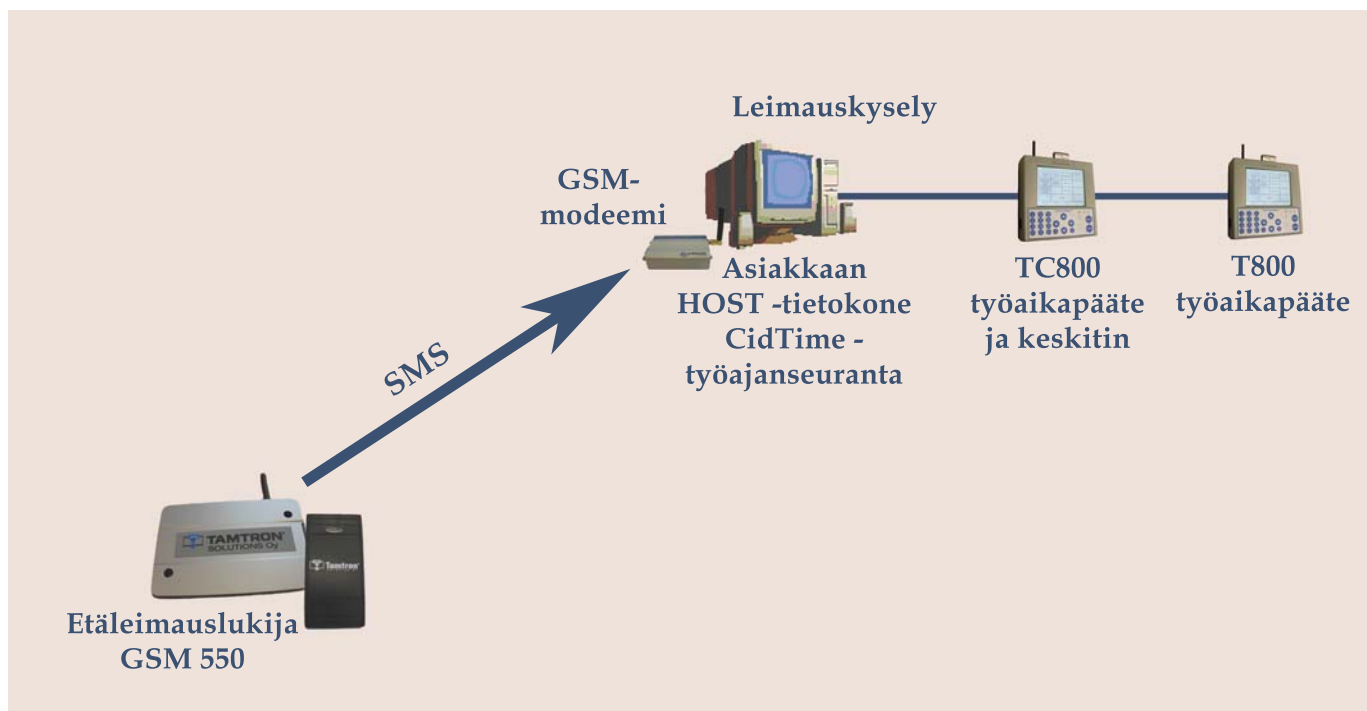 Leimauskysely
GSM-
modeemi
Asiakkaan
HOST -tietokone
CidTime -
työajanseuranta
TC800
työaikapääte
ja keskitin
T800
työaikapääte
SMS
TAMTRON
SOLUTIONS Oy
Tamtron
Etäleimauslukija
GSM 550